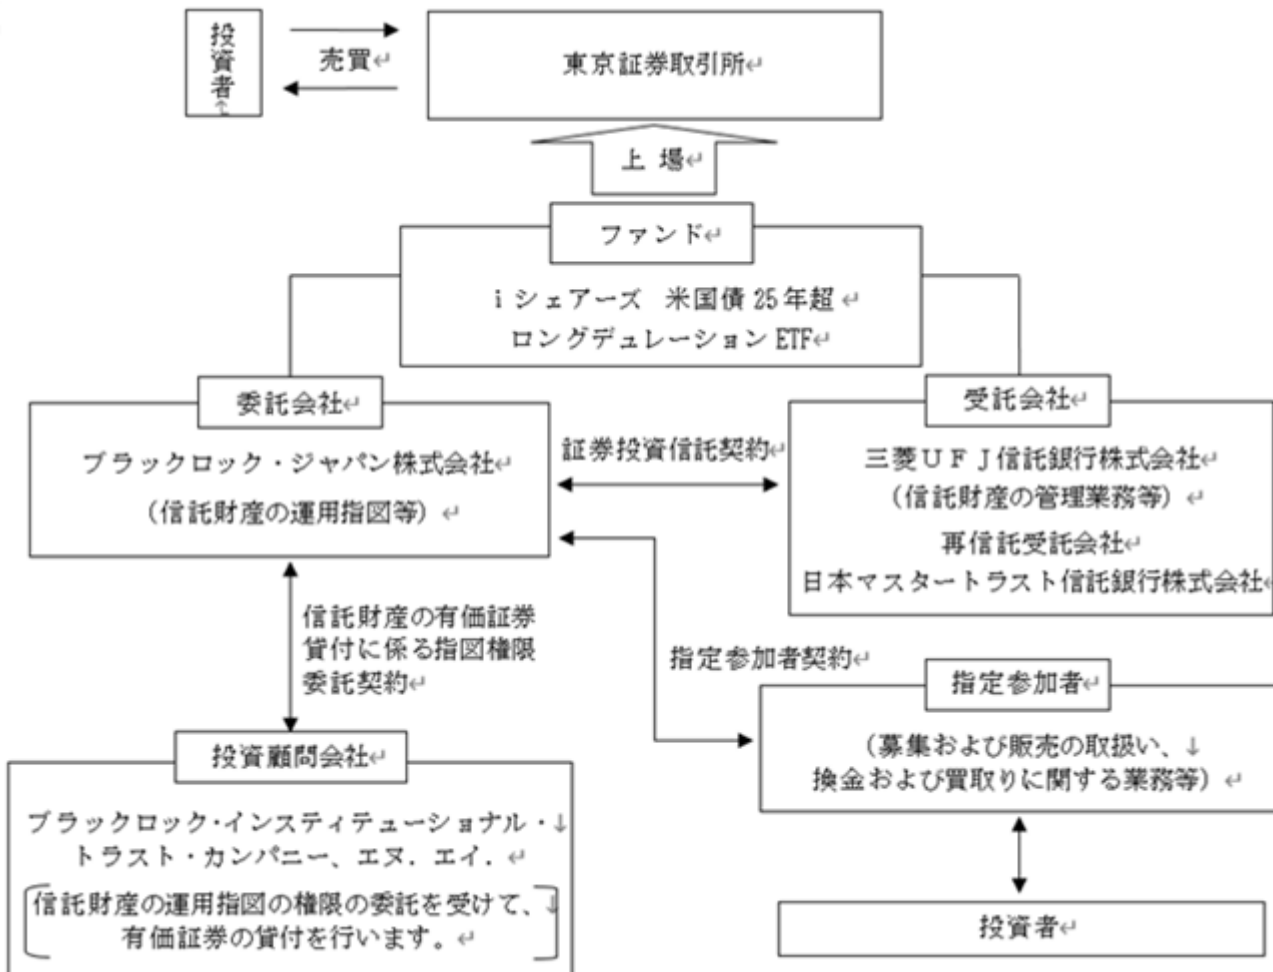 投資者
売買
東京証券取引所
上 場
ファンド
iシェアーズ 米国債25年超
ロングデュレーションETF
委託会社
ブラックロック・ジャパン株式会社
（信託財産の運用指図等）
証券投資信託契約
受託会社
三菱ＵＦＪ信託銀行株式会社
（信託財産の管理業務等）
再信託受託会社
日本マスタートラスト信託銀行株式会社
信託財産の有価証券
貸付に係る指図権限
委託契約
指定参加者契約
指定参加者
（募集および販売の取扱い、
換金および買取りに関する業務等）
投資顧問会社
ブラックロック・インスティテューショナル・
トラスト・カンパニー、エヌ．エイ．
信託財産の運用指図の権限の委託を受けて、
有価証券の貸付を行います。
投資者